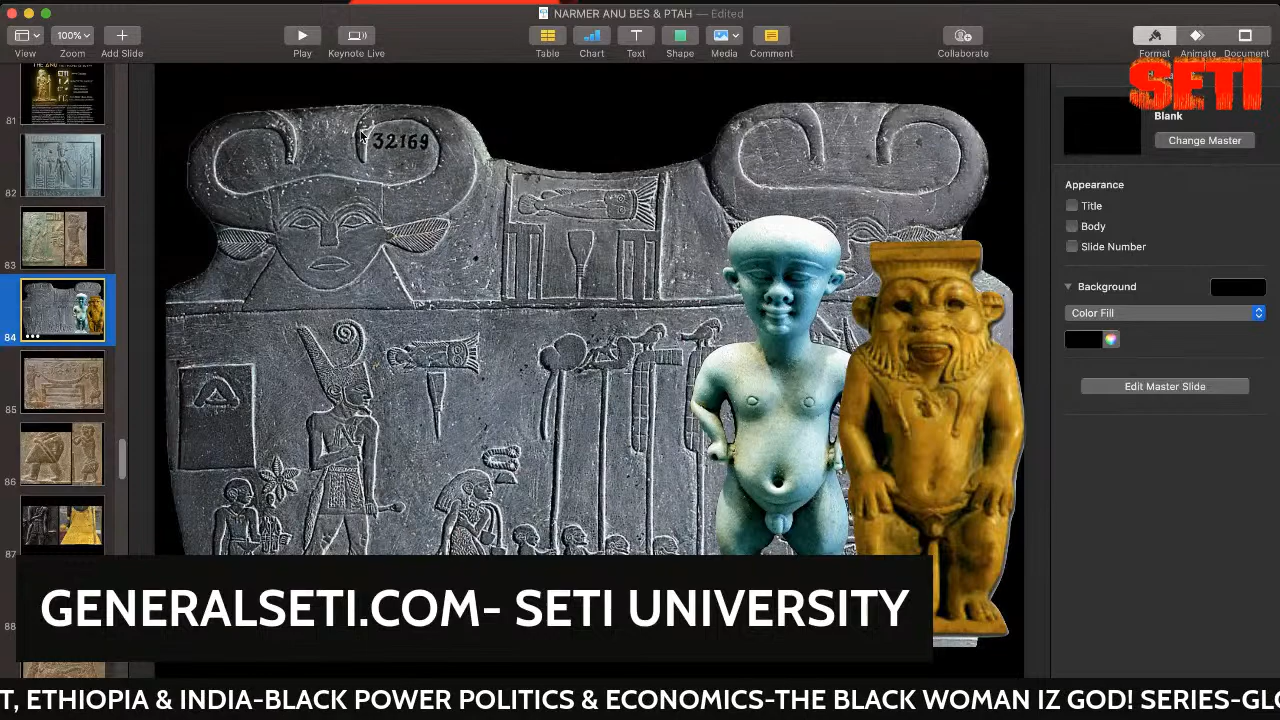 NARMER ANU BES & PTAH — Edited
View
100%
Zoom
Add Slide
Play
Keynote Live
Table
Chart
Text
Shape
Media
Comment
Collaborate
Format
Animate
Document
SETI
Blank
Change Master
Appearance
Title
Body
Slide Number
Background
Color Fill
Edit Master Slide
81
82
83
84
85
86
87
88
32169
GENERALSETI.COM- SETI UNIVERSITY
T, ETHIOPIA & INDIA-BLACK POWER POLITICS & ECONOMICS-THE BLACK WOMAN IZ GOD! SERIES-GLO